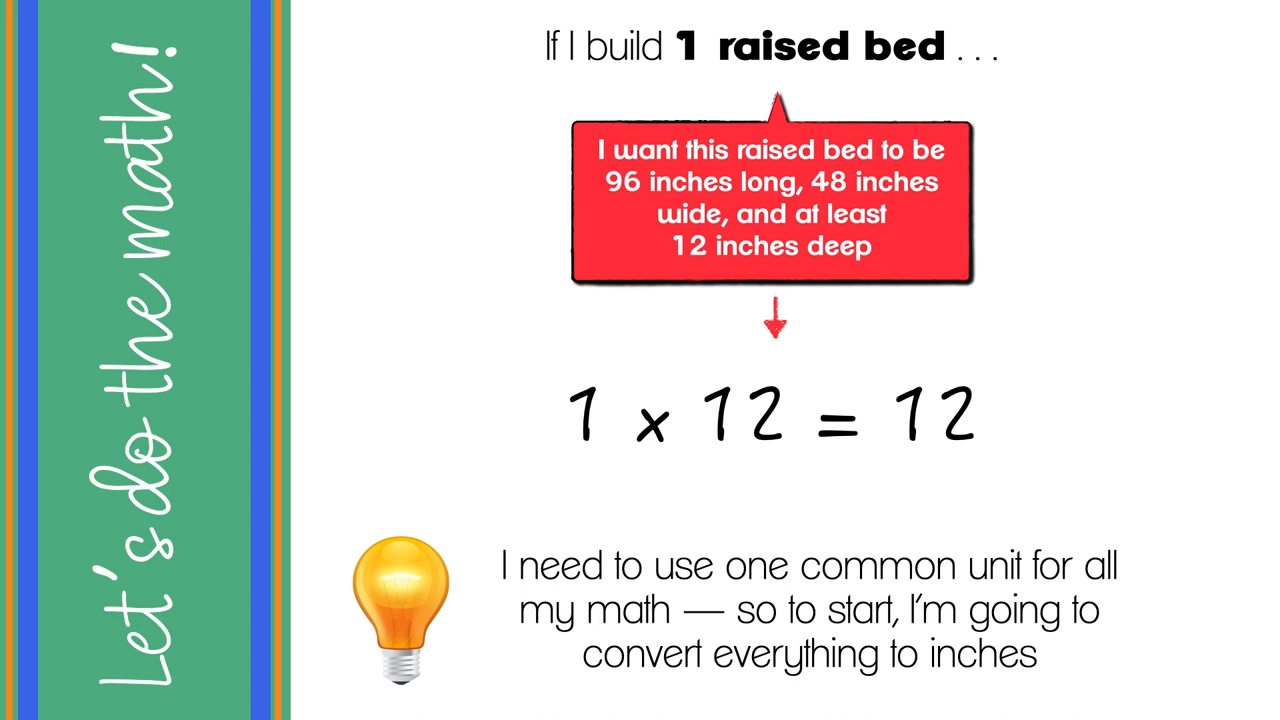 Let's do the math!
If I build 1 raised bed . . .
I want this raised bed to be
96 inches long, 48 inches
wide, and at least
12 inches deep
1 x 12 = 12
I need to use one common unit for all
my math — so to start, I'm going to
convert everything to inches